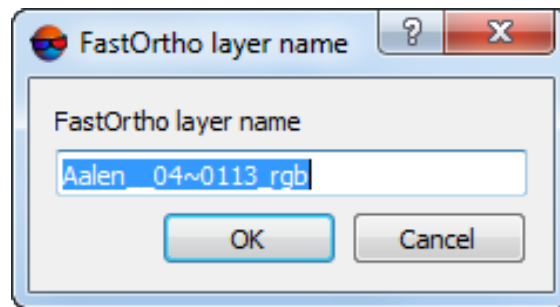 FastOrtho layer name
FastOrtho layer name
Aalen__04~0113_rgb
OK
Cancel